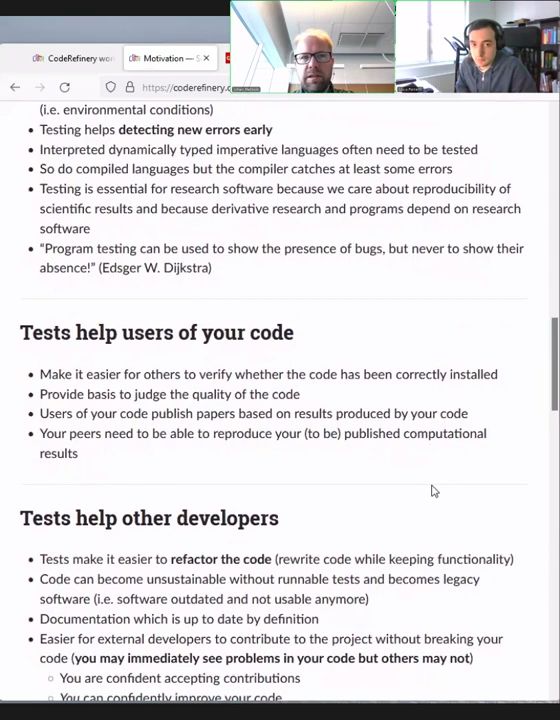 CodeRefinery wor
Motivation — S
https://coderefinery.
(i.e. environmental conditions)
• Testing helps detecting new errors early
• Interpreted dynamically typed imperative languages often need to be tested
• So do compiled languages but the compiler catches at least some errors
• Testing is essential for research software because we care about reproducibility of
scientific results and because derivative research and programs depend on research
software
• “Program testing can be used to show the presence of bugs, but never to show their
absence!” (Edsger W. Dijkstra)
Tests help users of your code
• Make it easier for others to verify whether the code has been correctly installed
• Provide basis to judge the quality of the code
• Users of your code publish papers based on results produced by your code
• Your peers need to be able to reproduce your (to be) published computational
results
Tests help other developers
• Tests make it easier to refactor the code (rewrite code while keeping functionality)
• Code can become unsustainable without runnable tests and becomes legacy
software (i.e. software outdated and not usable anymore)
• Documentation which is up to date by definition
• Easier for external developers to contribute to the project without breaking your
code (you may immediately see problems in your code but others may not)
○ You are confident accepting contributions
○ You can confidently improve your code